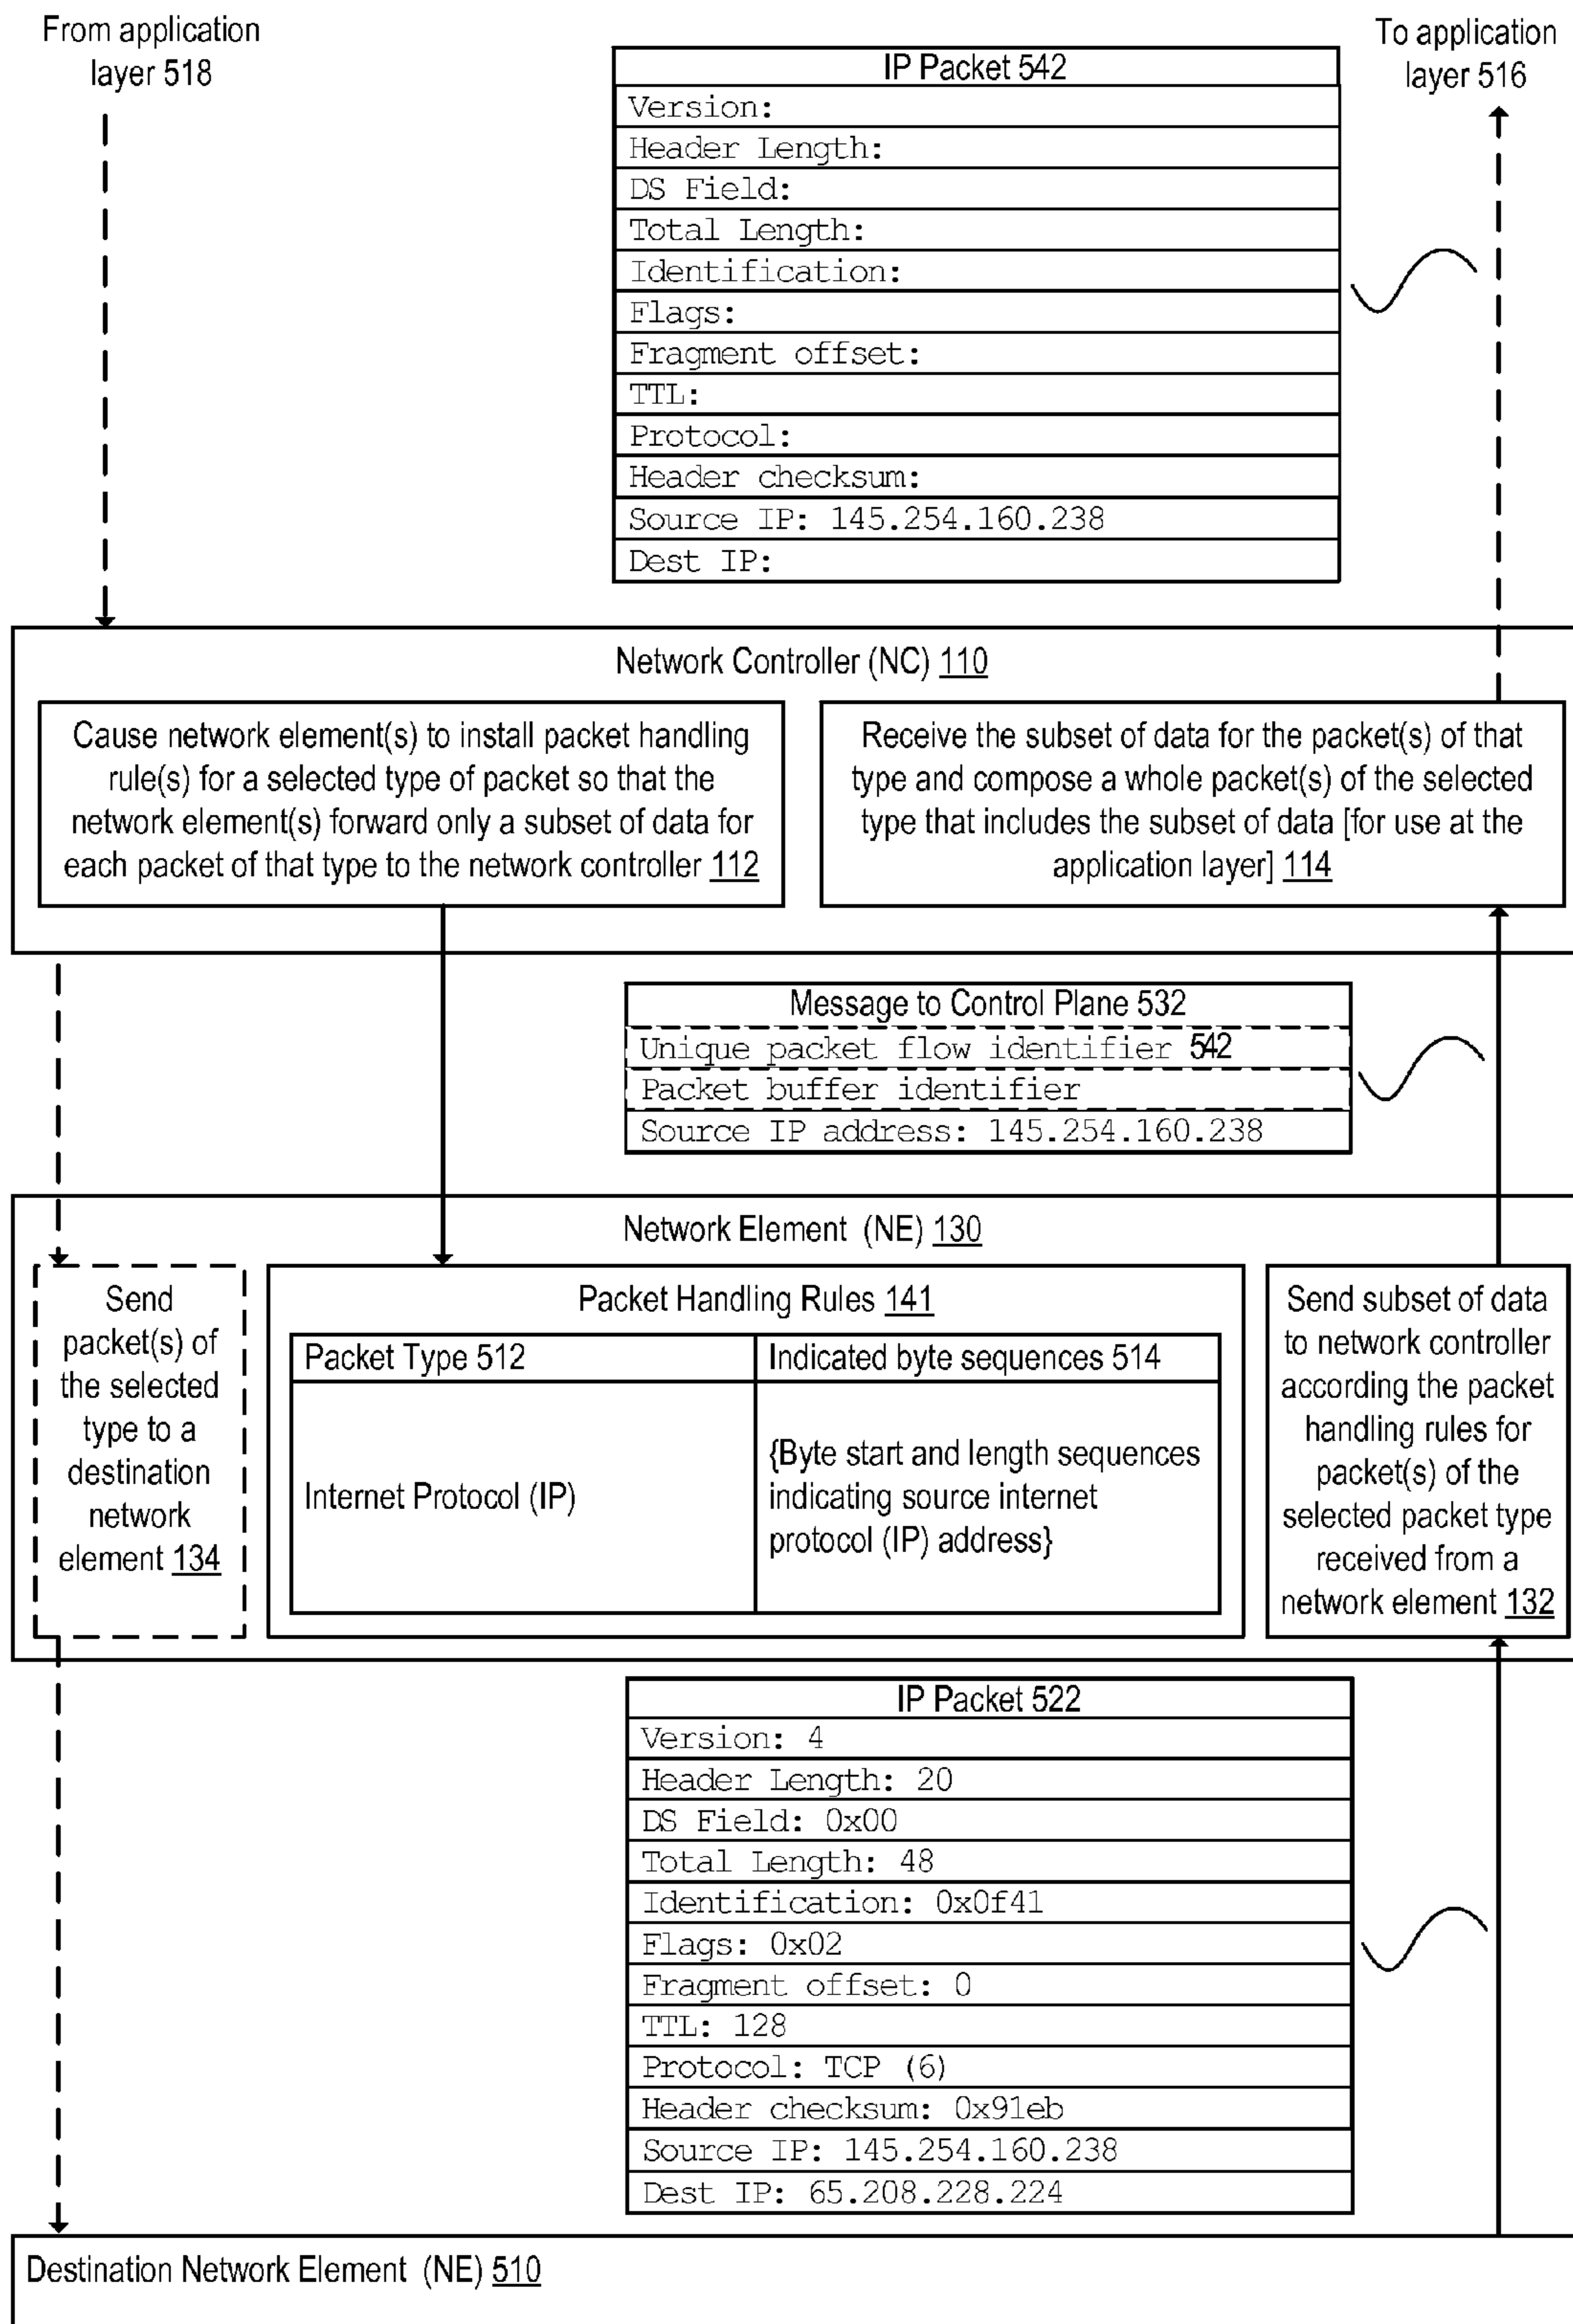 From application
layer 518
To application
layer 516
IP Packet 542
Version:
Header Length:
DS Field:
Total Length:
Identification:
Flags:
Fragment offset:
TTL:
Protocol:
Header checksum:
Source IP: 145.254.160.238
Dest IP:
Network Controller (NC) 110
Cause network element(s) to install packet handling
rule(s) for a selected type of packet so that the
network element(s) forward only a subset of data for
each packet of that type to the network controller 112
Receive the subset of data for the packet(s) of that
type and compose a whole packet(s) of the selected
type that includes the subset of data [for use at the
application layer] 114
Message to Control Plane 532
Unique packet flow identifier 542
Packet buffer identifier
Source IP address: 145.254.160.238
Network Element (NE) 130
Send
packet(s) of
the selected
type to a
destination
network
element 134
Packet Handling Rules 141
Packet Type 512
Indicated byte sequences 514
Internet Protocol (IP)
{Byte start and length sequences
indicating source internet
protocol (IP) address}
Send subset of data
to network controller
according the packet
handling rules for
packet(s) of the
selected packet type
received from a
network element 132
IP Packet 522
Version: 4
Header Length: 20
DS Field: 0x00
Total Length: 48
Identification: 0x0f41
Flags: 0x02
Fragment offset: 0
TTL: 128
Protocol: TCP (6)
Header checksum: 0x91eb
Source IP: 145.254.160.238
Dest IP: 65.208.228.224
Destination Network Element (NE) 510